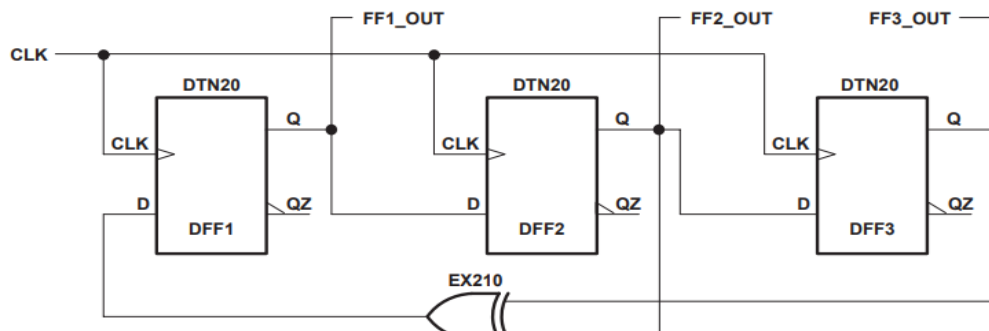 FF1_OUT FF2_OUT FF3_OUT
CLK
DTN20 DTN20 DTN20
Q Q Q
CLK CLK CLK
D QZ D QZ D QZ
DFF1 DFF2 DFF3
EX210